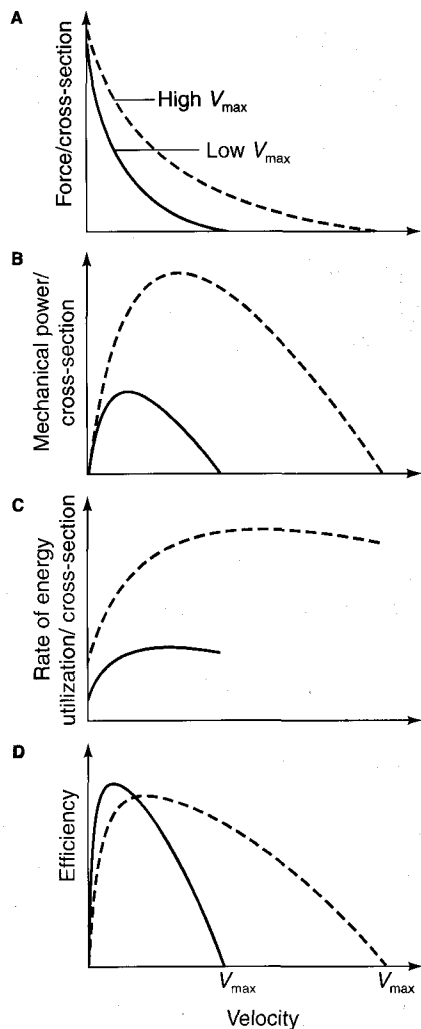 A
Force/cross-section
High Vmax
Low Vmax
B
Mechanical power/
cross-section
C
Rate of energy
utilization/ cross-section
D
Efficiency
Vmax
Vmax
Velocity